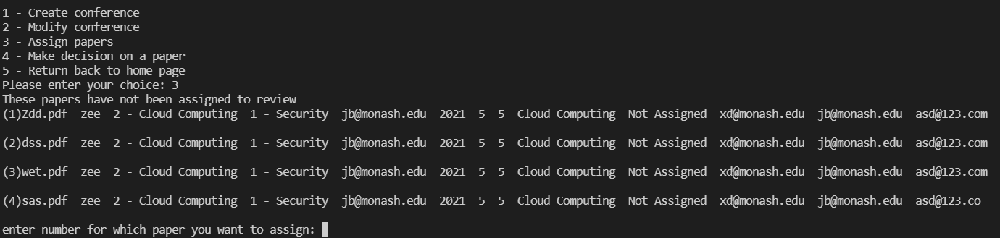 1 - Create conference
2 - Modify conference
3 - Assign papers
4 - Make decision on a paper
5 - Return back to home page
Please enter your choice: 3
These papers have not been assigned to review
(1)Zdd.pdf  zee  2 - Cloud Computing  1 - Security  jb@monash.edu  2021  5  5  Cloud Computing  Not Assigned  xd@monash.edu  jb@monash.edu  asd@123.com
(2)dss.pdf  zee  2 - Cloud Computing  1 - Security  jb@monash.edu  2021  5  5  Cloud Computing  Not Assigned  xd@monash.edu  jb@monash.edu  asd@123.com
(3)wet.pdf  zee  2 - Cloud Computing  1 - Security  jb@monash.edu  2021  5  5  Cloud Computing  Not Assigned  xd@monash.edu  jb@monash.edu  asd@123.com
(4)sas.pdf  zee  2 - Cloud Computing  1 - Security  jb@monash.edu  2021  5  5  Cloud Computing  Not Assigned  xd@monash.edu  jb@monash.edu  asd@123.co
enter number for which paper you want to assign: